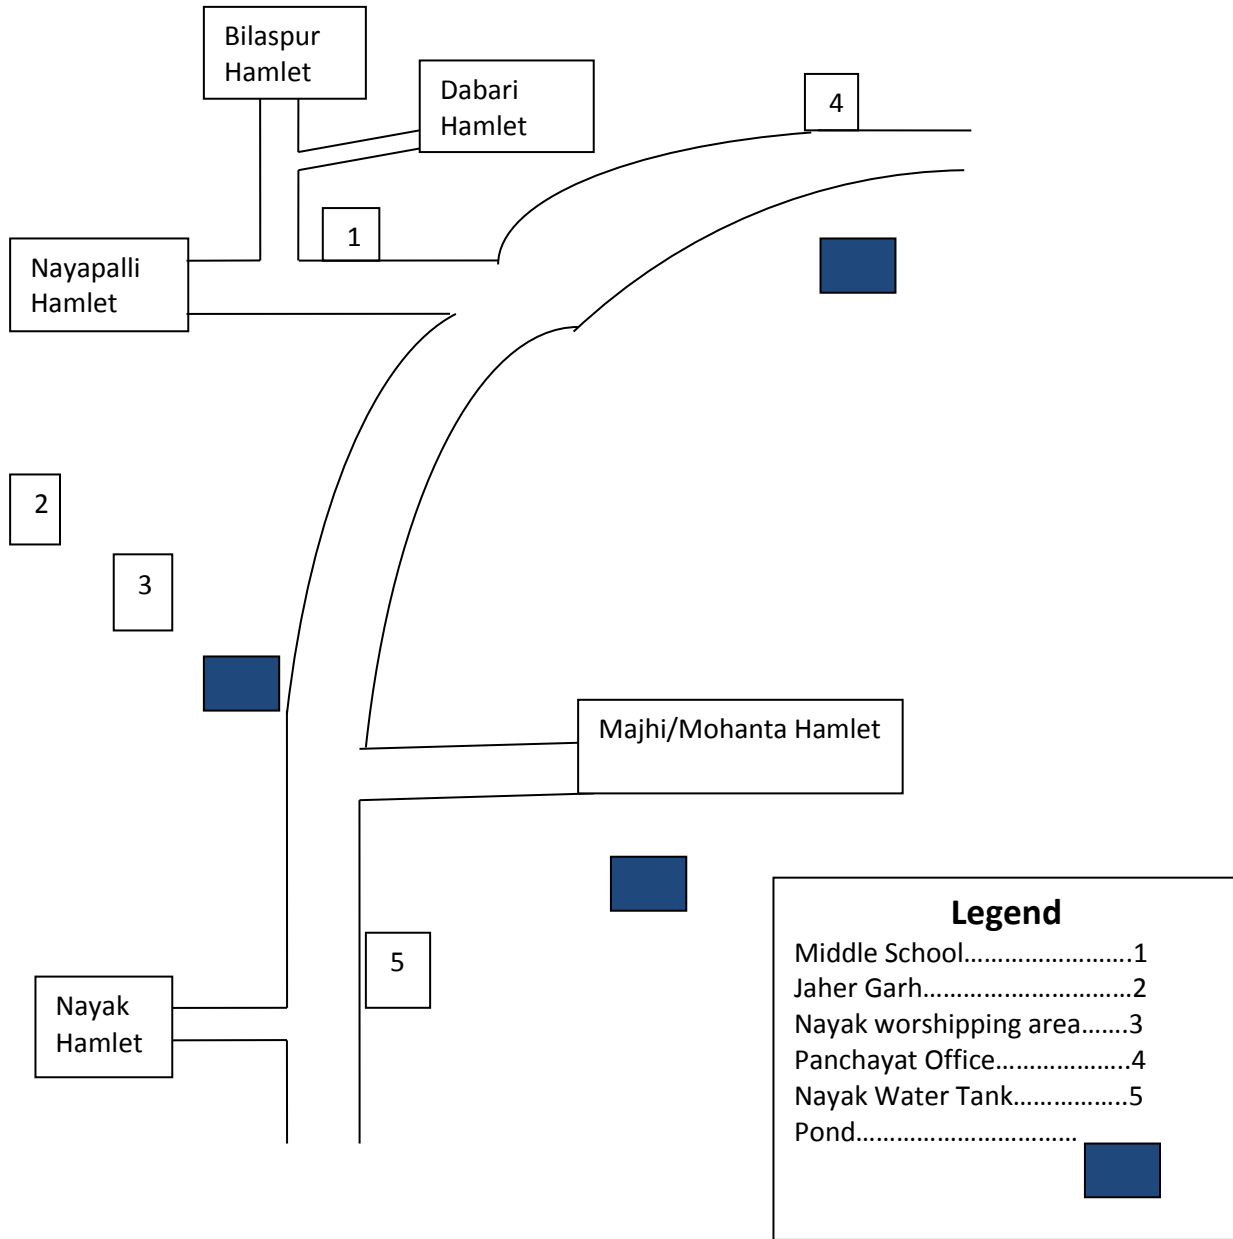 Bilaspur
Hamlet
Dabari
Hamlet
4
1
Nayapalli
Hamlet
2
3
Majhi/Mohanta Hamlet
5
Nayak
Hamlet
Legend
Middle School…………………….1
Jaher Garh…………………………2
Nayak worshipping area…….3
Panchayat Office………………..4
Nayak Water Tank……………..5
Pond………………………….